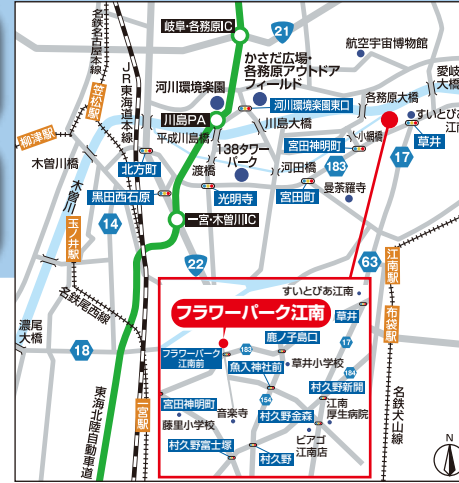 岐阜・各務原IC
21
航空宇宙博物館
名鉄名古屋本線
JR東海道本線
かさだ広場・
各務原アウトドア
フィールド
愛岐
大橋
笠松駅
河川環境楽園
河川環境楽園東口
各務原大橋
すいとぴあ江南
柳津駅
川島PA
川島大橋
草井
平成川島橋
宮田神明町
小網橋
17
木曽川橋
138タワー
パーク
渡橋
河田橋
183
北方町
曼荼羅寺
木曽川
黒田西石原
光明寺
宮田町
玉ノ井駅
14
一宮・木曽川IC
63
江南駅
22
名鉄尾西線
すいとぴあ江南
フラワーパーク江南
草井
布袋駅
濃尾
大橋
鹿ノ子島口
17
18
フラワーパーク
江南前
183
魚入神社前
草井小学校
184
村久野新開
一宮駅
宮田神明町
154
江南
厚生病院
音楽寺
村久野金森
藤里小学校
ピアゴ
江南店
村久野富士塚
村久野
東海北陸自動車道
名鉄犬山線
N